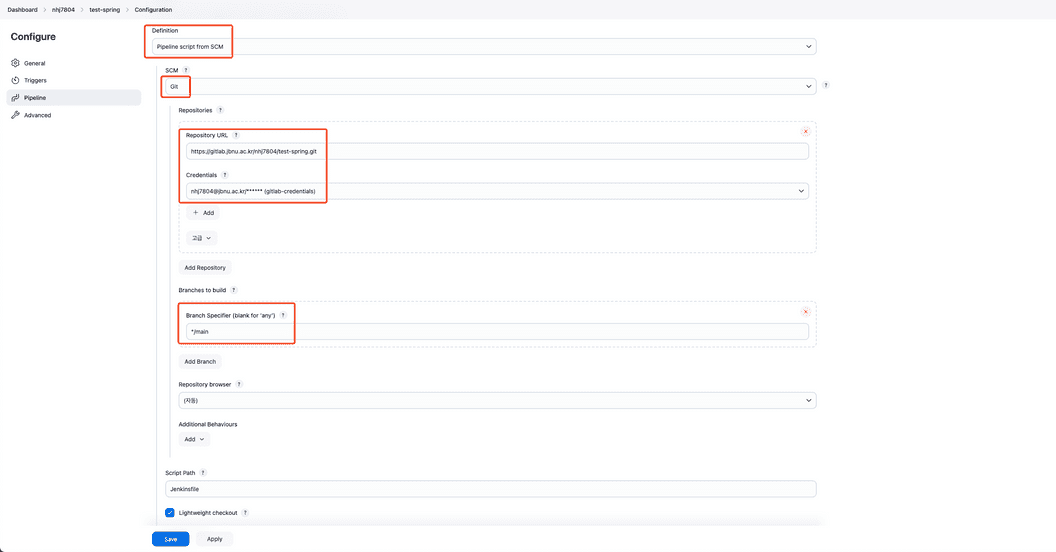 Dashboard > nhj7804 > test-spring > Configuration
Configure
General
Triggers
Pipeline
Advanced
Definition
Pipeline script from SCM
SCM ?
Git
?
Repositories ?
Repository URL ?
https://gitlab.jbnu.ac.kr/nhj7804/test-spring.git
Credentials ?
nhj7804@jbnu.ac.kr/****** (gitlab-credentials)
+ Add
고급
Add Repository
Branches to build ?
Branch Specifier (blank for 'any') ?
*/main
Add Branch
Repository browser ?
(자동)
Additional Behaviours
Add
Script Path ?
Jenkinsfile
Lightweight checkout ?
Save
Apply